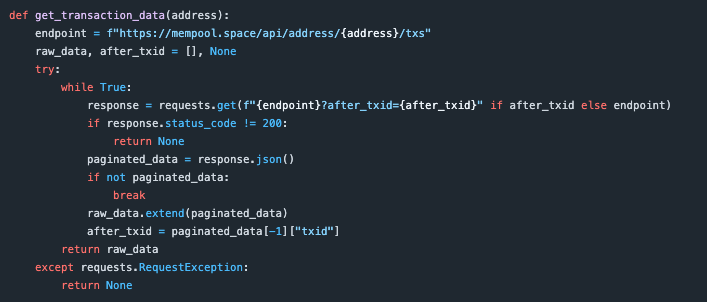 def get_transaction_data(address):
    endpoint = f"https://mempool.space/api/address/{address}/txs"
    raw_data, after_txid = [], None
    try:
        while True:
            response = requests.get(f"{endpoint}?after_txid={after_txid}" if after_txid else endpoint)
            if response.status_code != 200:
                return None
            paginated_data = response.json()
            if not paginated_data:
                break
            raw_data.extend(paginated_data)
            after_txid = paginated_data[-1]["txid"]
        return raw_data
    except requests.RequestException:
        return None